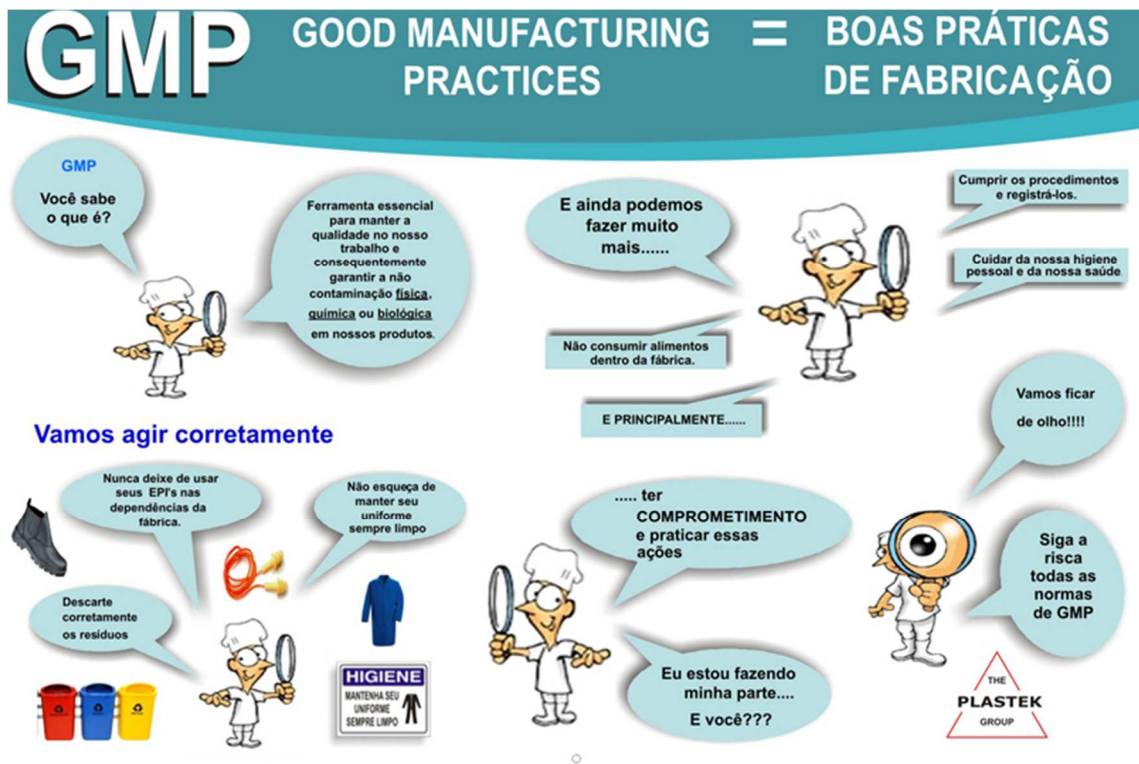 GMP
GOOD MANUFACTURING
PRACTICES
=
BOAS PRÁTICAS
DE FABRICAÇÃO
GMP
Você sabe
o que é?
Ferramenta essencial
para manter a
qualidade no nosso
trabalho e
consequentemente
garantir a não
contaminação física,
química ou biológica
em nossos produtos.
E ainda podemos
fazer muito
mais......
Cumprir os procedimentos
e registrá-los.
Cuidar da nossa higiene
pessoal e da nossa saúde.
Não consumir alimentos
dentro da fábrica.
E PRINCIPALMENTE......
Vamos agir corretamente
Nunca deixe de usar
seus EPI's nas
dependências da
fábrica.
Não esqueça de
manter seu
uniforme
sempre limpo
Descarte
corretamente
os resíduos
HIGIENE
MANTENHA SEU
UNIFORME
SEMPRE LIMPO
..... ter
COMPROMETIMENTO
e praticar essas
ações
Eu estou fazendo
minha parte....
E você???
Vamos ficar
de olho!!!!
Siga a
risca
todas as
normas
de GMP
THE
PLASTEK
GROUP